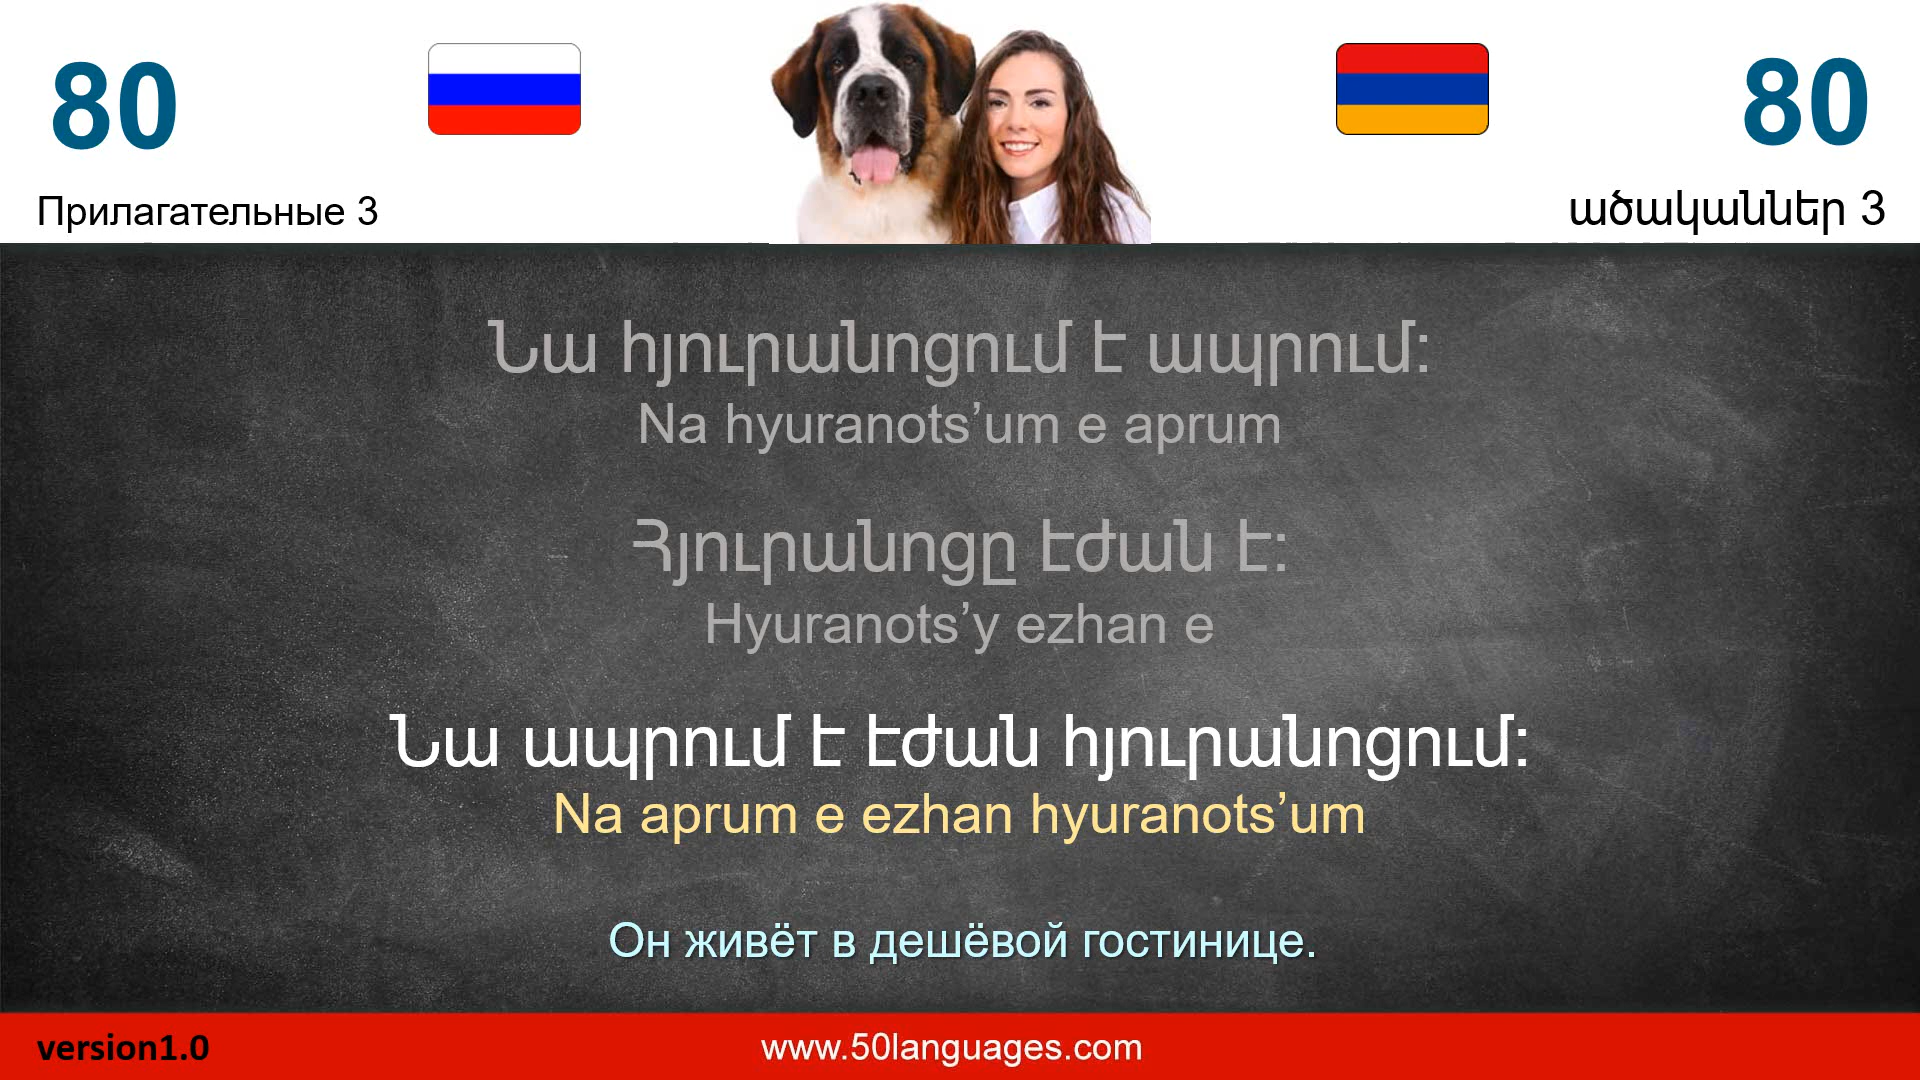 80
80
Прилагательные 3
ածականներ 3
Նա հյուրանոցում է ապրում:
Na hyuranots’um e aprum
Հյուրանոցը էժան է:
Hyuranots’y ezhan e
Նա ապրում է էժան հյուրանոցում:
Na aprum e ezhan hyuranots’um
Он живёт в дешёвой гостинице.
version1.0
www.50languages.com